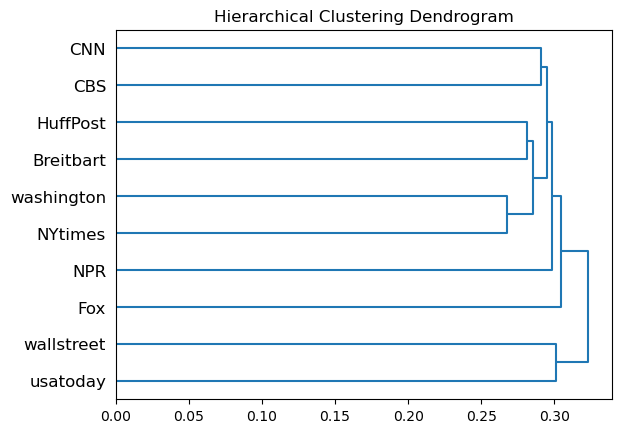 Hierarchical Clustering Dendrogram
CNN
CBS
HuffPost
Breitbart
washington
NYtimes
NPR
Fox
wallstreet
usatoday
0.00 0.05 0.10 0.15 0.20 0.25 0.30